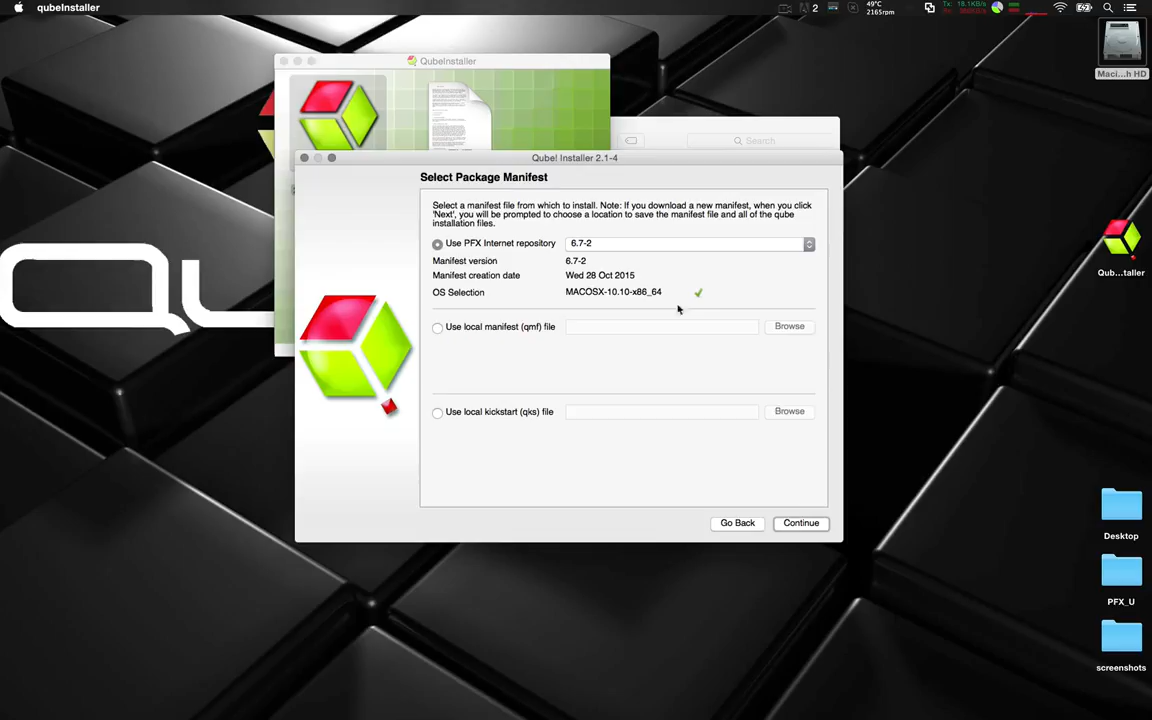 qubeInstaller
2
49°C
2165rpm
Tx: 18.1KB/s
QubeInstaller
Search
Maci...h HD
Qube! Installer 2.1-4
Select Package Manifest
Select a manifest file from which to install. Note: If you download a new manifest, when you click
'Next', you will be prompted to choose a location to save the manifest file and all of the qube
installation files.
Use PFX Internet repository
6.7-2
Manifest version
6.7-2
Manifest creation date
Wed 28 Oct 2015
OS Selection
MACOSX-10.10-x86_64
Use local manifest (qmf) file
Browse
Use local kickstart (qks) file
Browse
Go Back
Continue
Qub...taller
Desktop
PFX_U
screenshots